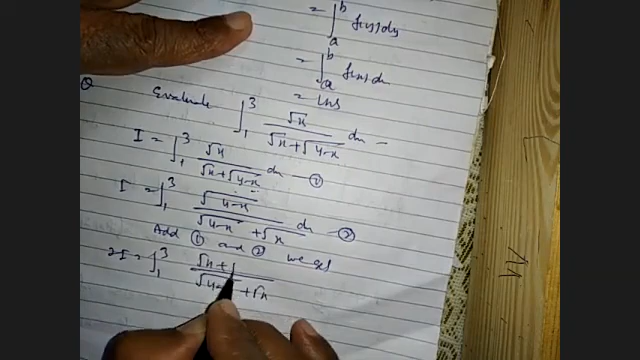 = ∫_a^b f(y) dy
= ∫_a^b f(x) dx
= LHS
Q Evaluate ∫_1^3 √x / (√x + √4-x) dx -
I = ∫_1^3 √x / (√x + √4-x) dx — ①
I = ∫_1^3 √4-x / (√4-x + √x) dx — ②
Add ① and ② we get
2I = ∫_1^3 √x + / (√4-x + √x)